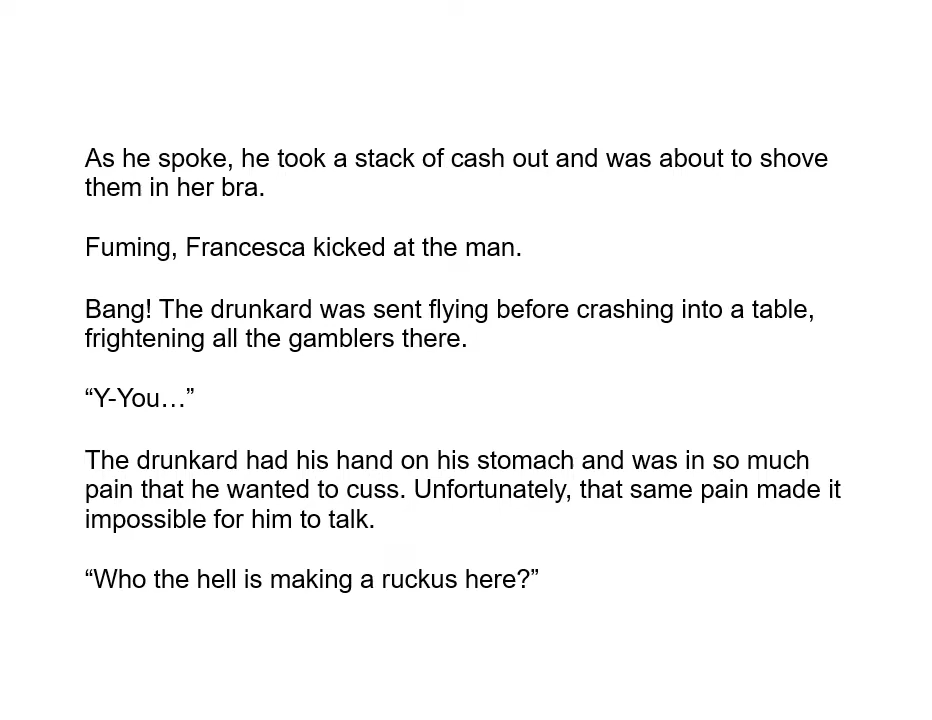 As he spoke, he took a stack of cash out and was about to shove
them in her bra.
Fuming, Francesca kicked at the man.
Bang! The drunkard was sent flying before crashing into a table,
frightening all the gamblers there.
“Y-You…”
The drunkard had his hand on his stomach and was in so much
pain that he wanted to cuss. Unfortunately, that same pain made it
impossible for him to talk.
“Who the hell is making a ruckus here?”